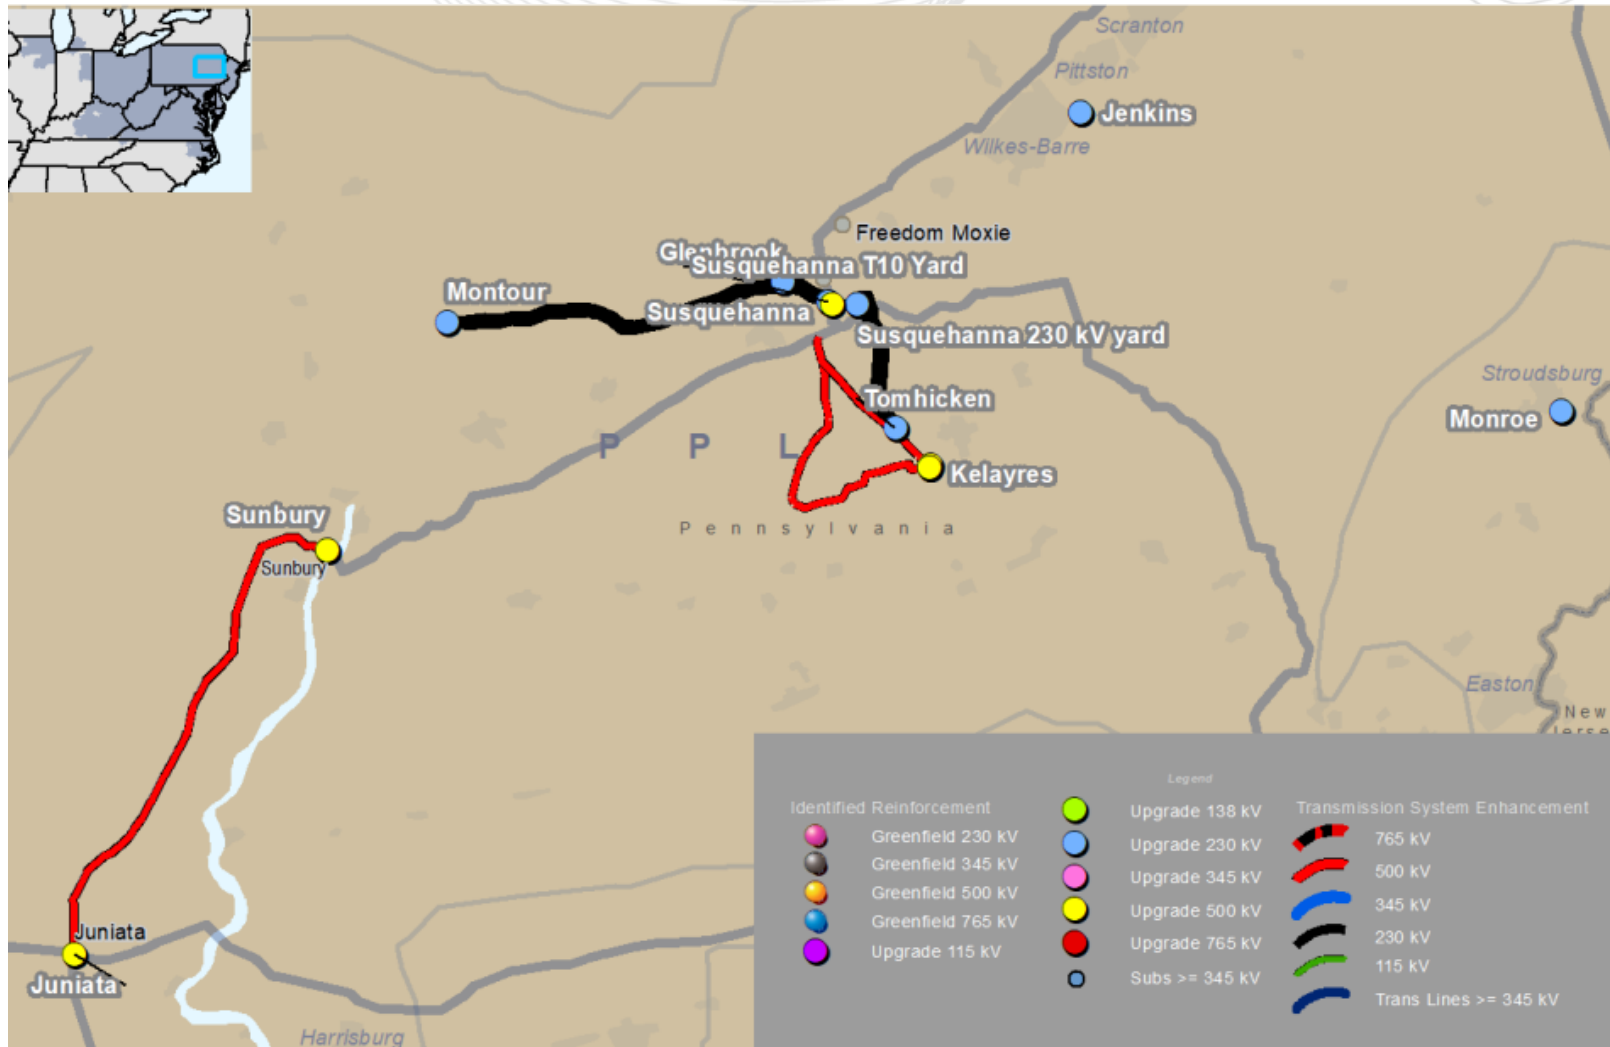 Scranton
Pittston
Jenkins
Wilkes-Barre
Freedom Moxie
Glenbrook
Susquehanna T10 Yard
Montour
Susquehanna
Susquehanna 230 kV yard
Stroudsburg
Tomhicken
Monroe
P P L
Kelayres
Sunbury
Pennsylvania
Sunbury
Easton
New
Juniata
Juniata
Harrisburg
Legend
Identified Reinforcement
Greenfield 230 kV
Greenfield 345 kV
Greenfield 500 kV
Greenfield 765 kV
Upgrade 115 kV
Upgrade 138 kV
Upgrade 230 kV
Upgrade 345 kV
Upgrade 500 kV
Upgrade 765 kV
Subs >= 345 kV
Transmission System Enhancement
765 kV
500 kV
345 kV
230 kV
115 kV
Trans Lines >= 345 kV